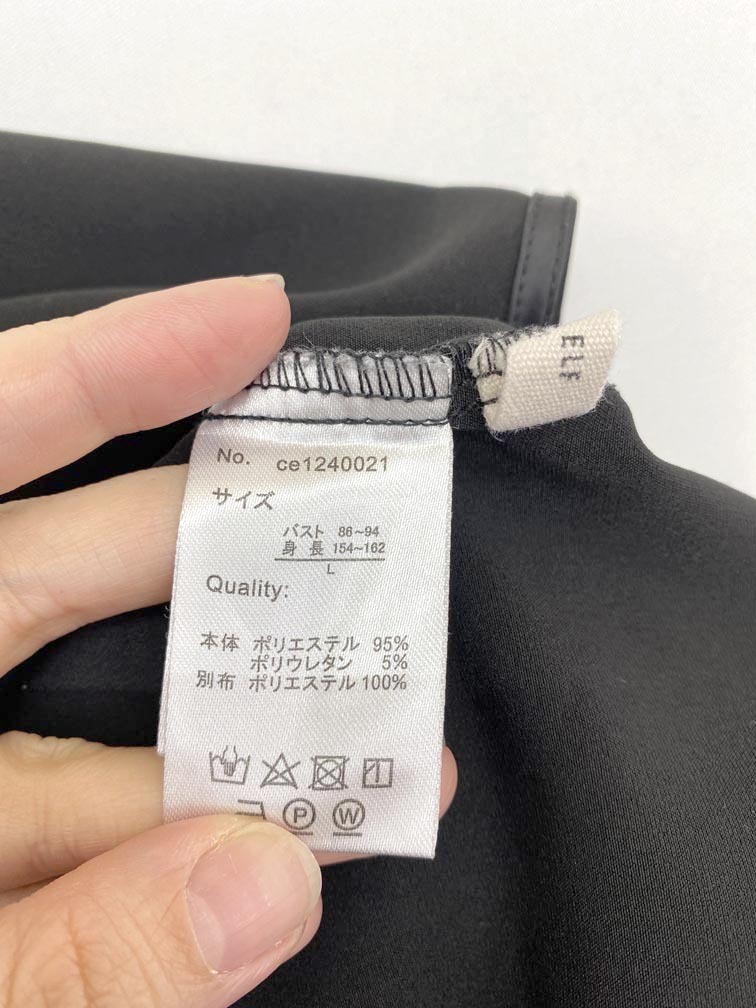 ELF
No. ce1240021
サイズ
バスト 86~94
身 長 154~162
L
Quality:
本体 ポリエステル 95%
ポリウレタン 5%
別布 ポリエステル 100%
P W